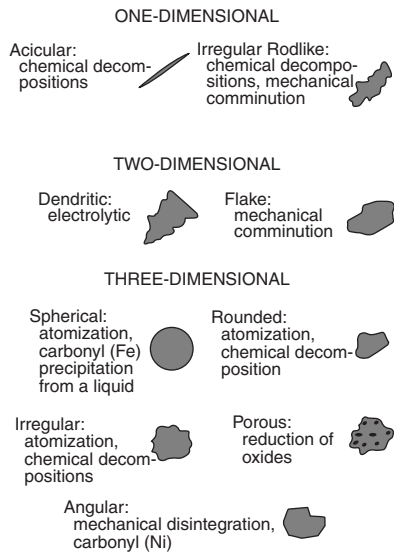 ONE-DIMENSIONAL
Acicular:
chemical decom-
positions
Irregular Rodlike:
chemical decompo-
sitions, mechanical
comminution
TWO-DIMENSIONAL
Dendritic:
electrolytic
Flake:
mechanical
comminution
THREE-DIMENSIONAL
Spherical:
atomization,
carbonyl (Fe)
precipitation
from a liquid
Rounded:
atomization,
chemical decom-
position
Irregular:
atomization,
chemical decom-
positions
Porous:
reduction of
oxides
Angular:
mechanical disintegration,
carbonyl (Ni)